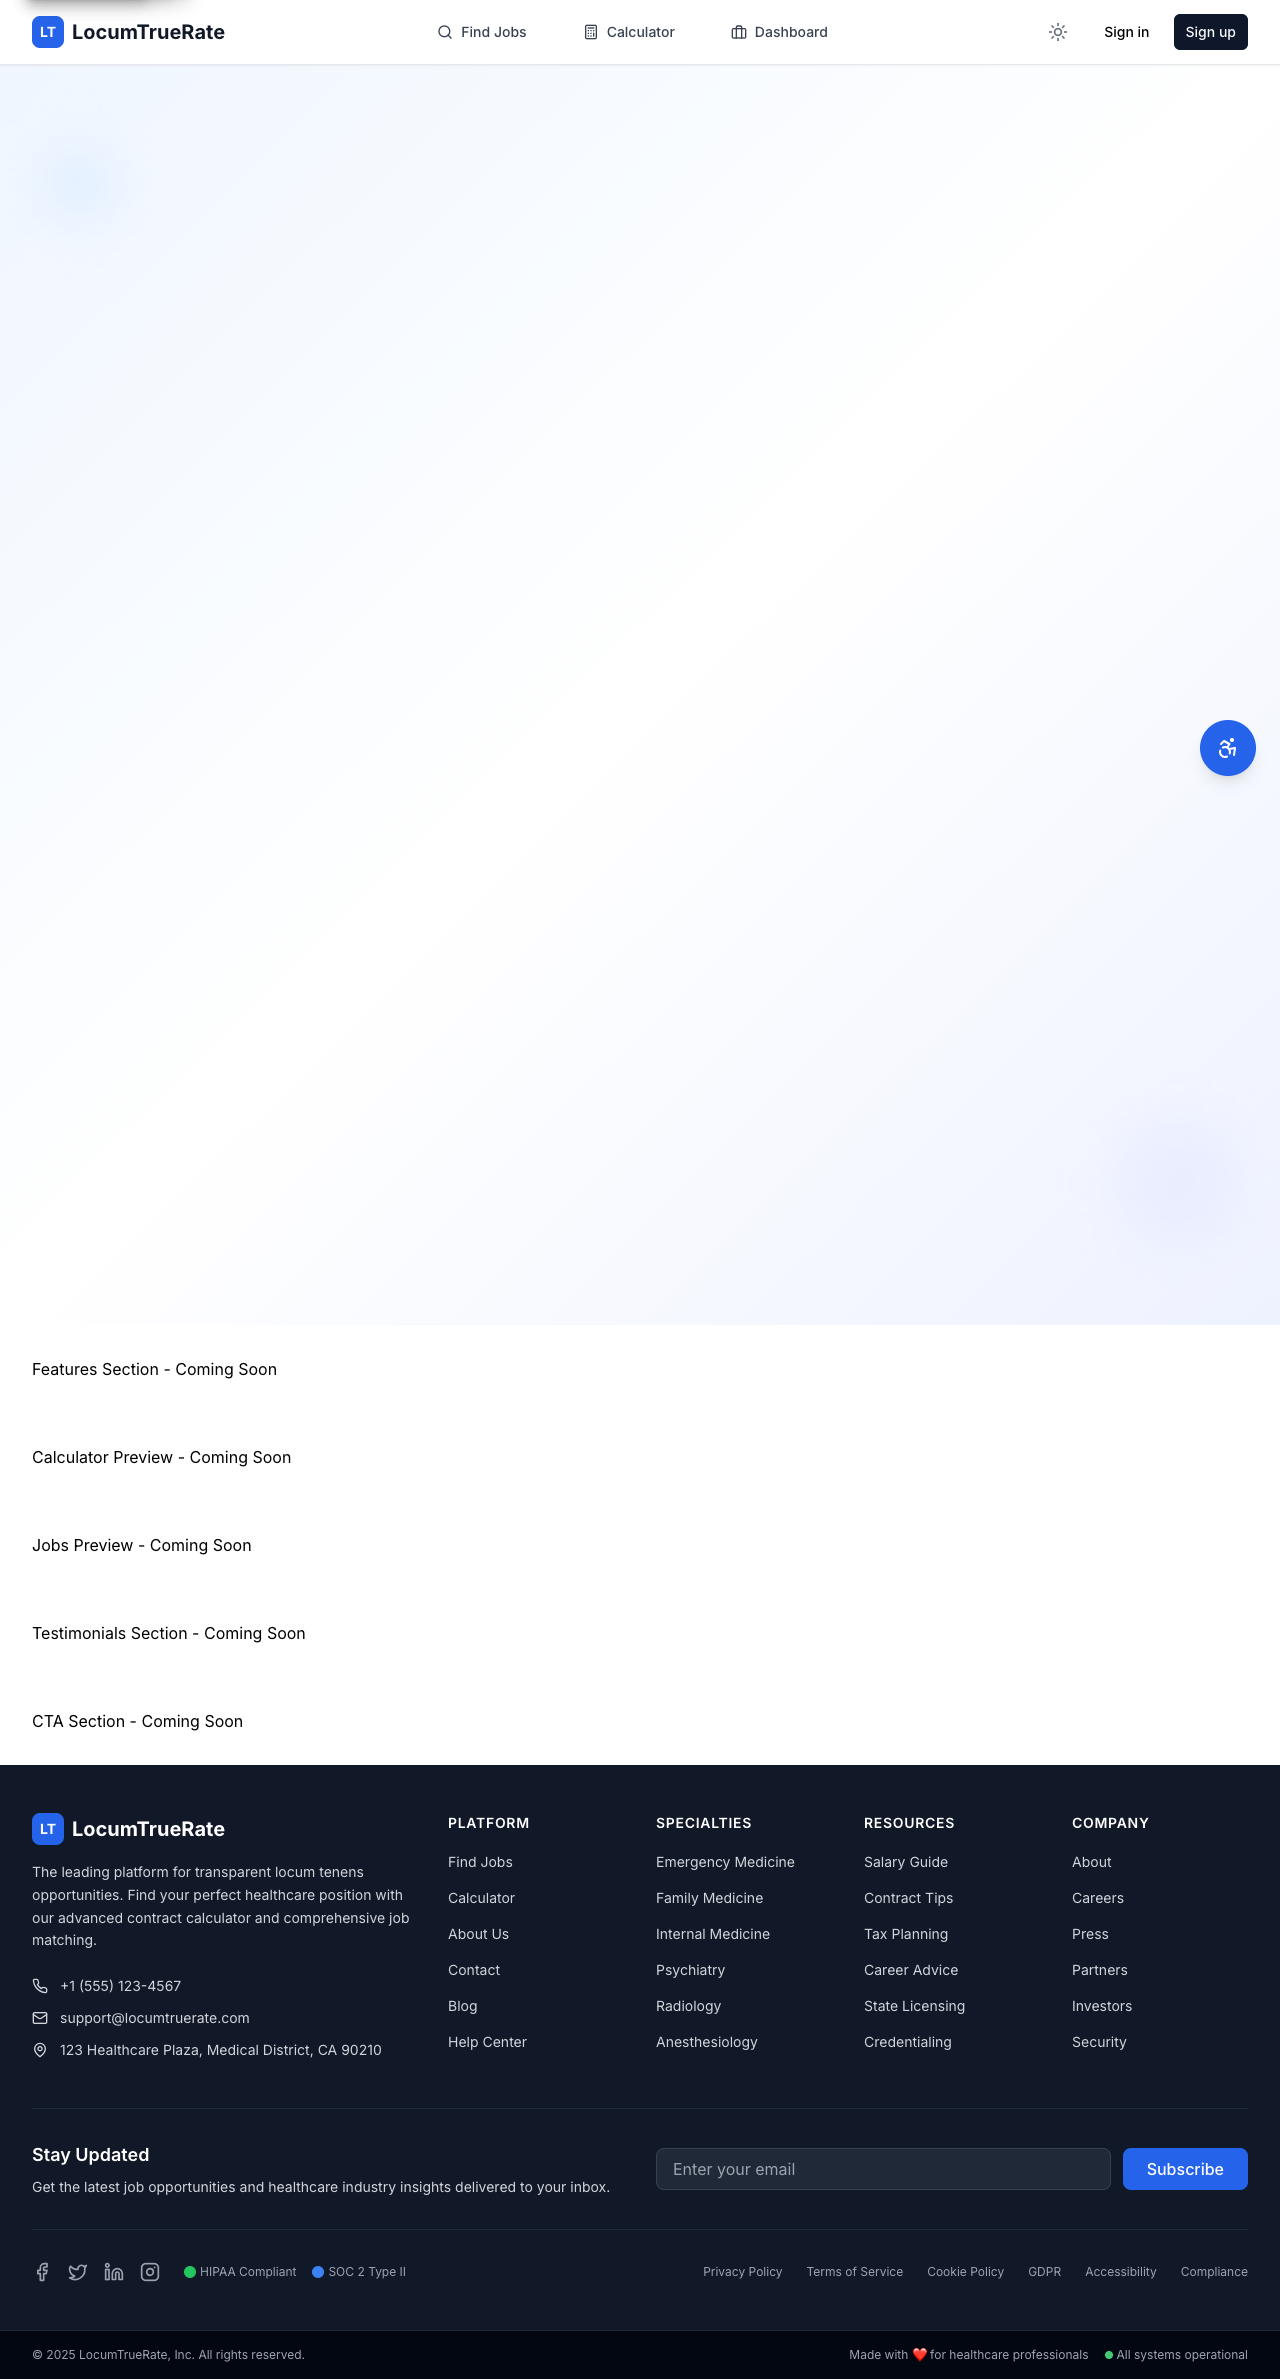 LT LocumTrueRate
Find Jobs
Calculator
Dashboard
Sign in
Sign up
Features Section - Coming Soon
Calculator Preview - Coming Soon
Jobs Preview - Coming Soon
Testimonials Section - Coming Soon
CTA Section - Coming Soon
LT LocumTrueRate
The leading platform for transparent locum tenens
opportunities. Find your perfect healthcare position with
our advanced contract calculator and comprehensive job
matching.
+1 (555) 123-4567
support@locumtruerate.com
123 Healthcare Plaza, Medical District, CA 90210
PLATFORM
Find Jobs
Calculator
About Us
Contact
Blog
Help Center
SPECIALTIES
Emergency Medicine
Family Medicine
Internal Medicine
Psychiatry
Radiology
Anesthesiology
RESOURCES
Salary Guide
Contract Tips
Tax Planning
Career Advice
State Licensing
Credentialing
COMPANY
About
Careers
Press
Partners
Investors
Security
Stay Updated
Get the latest job opportunities and healthcare industry insights delivered to your inbox.
Enter your email
Subscribe
HIPAA Compliant
SOC 2 Type II
Privacy Policy
Terms of Service
Cookie Policy
GDPR
Accessibility
Compliance
© 2025 LocumTrueRate, Inc. All rights reserved.
Made with ❤️ for healthcare professionals
All systems operational